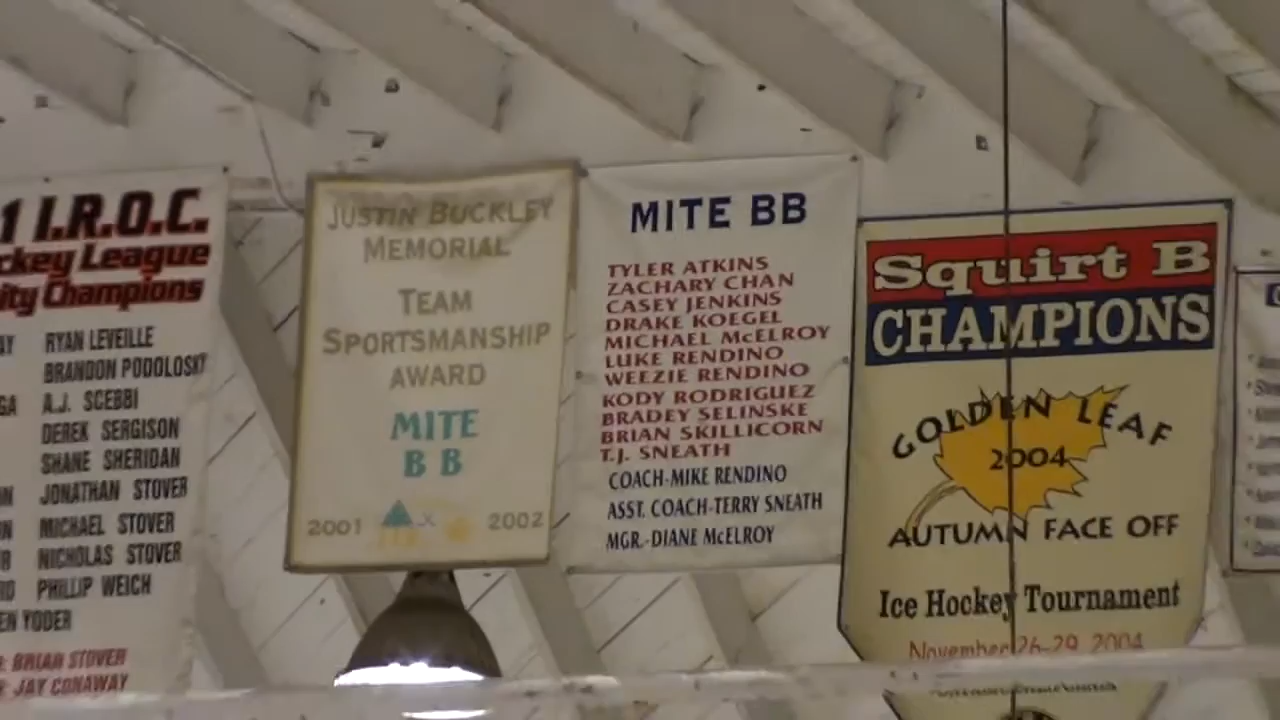 1 I.R.O.C.
ckey League
ity Champions
AY RYAN LEVEILLE
BRANDON PODOLOSKY
GA A.J. SCEBBI
DEREK SERGISON
SHANE SHERIDAN
JONATHAN STOVER
MICHAEL STOVER
NICHOLAS STOVER
PHILLIP WEICH
EN YODER
BRIAN STOVER
JAY CONAWAY
JUSTIN BUCKLEY
MEMORIAL
TEAM
SPORTSMANSHIP
AWARD
MITE
B B
2001 2002
MITE BB
TYLER ATKINS
ZACHARY CHAN
CASEY JENKINS
DRAKE KOEGEL
MICHAEL McELROY
LUKE RENDINO
WEEZIE RENDINO
KODY RODRIGUEZ
BRADEY SELINSKE
BRIAN SKILLICORN
T.J. SNEATH
COACH-MIKE RENDINO
ASST. COACH-TERRY SNEATH
MGR.-DIANE McELROY
Squirt B
CHAMPIONS
GOLDEN LEAF
2004
AUTUMN FACE OFF
Ice Hockey Tournament
November 26-29, 2004